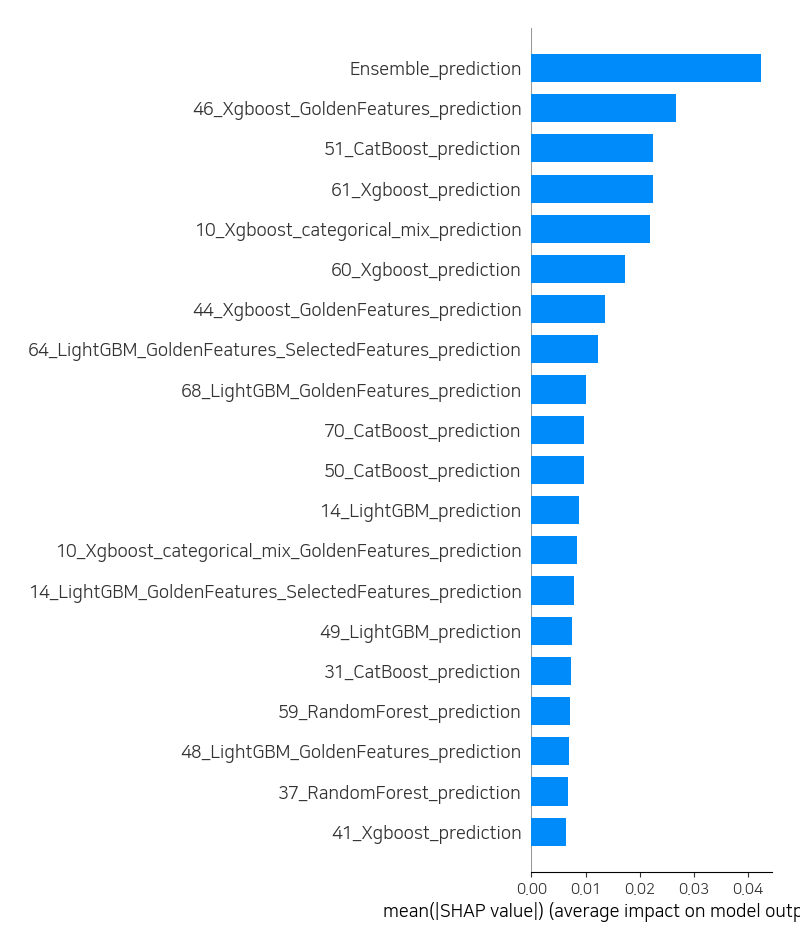 Ensemble_prediction
46_Xgboost_GoldenFeatures_prediction
51_CatBoost_prediction
61_Xgboost_prediction
10_Xgboost_categorical_mix_prediction
60_Xgboost_prediction
44_Xgboost_GoldenFeatures_prediction
64_LightGBM_GoldenFeatures_SelectedFeatures_prediction
68_LightGBM_GoldenFeatures_prediction
70_CatBoost_prediction
50_CatBoost_prediction
14_LightGBM_prediction
10_Xgboost_categorical_mix_GoldenFeatures_prediction
14_LightGBM_GoldenFeatures_SelectedFeatures_prediction
49_LightGBM_prediction
31_CatBoost_prediction
59_RandomForest_prediction
48_LightGBM_GoldenFeatures_prediction
37_RandomForest_prediction
41_Xgboost_prediction
0.00 0.01 0.02 0.03 0.04
mean(|SHAP value|) (average impact on model outp